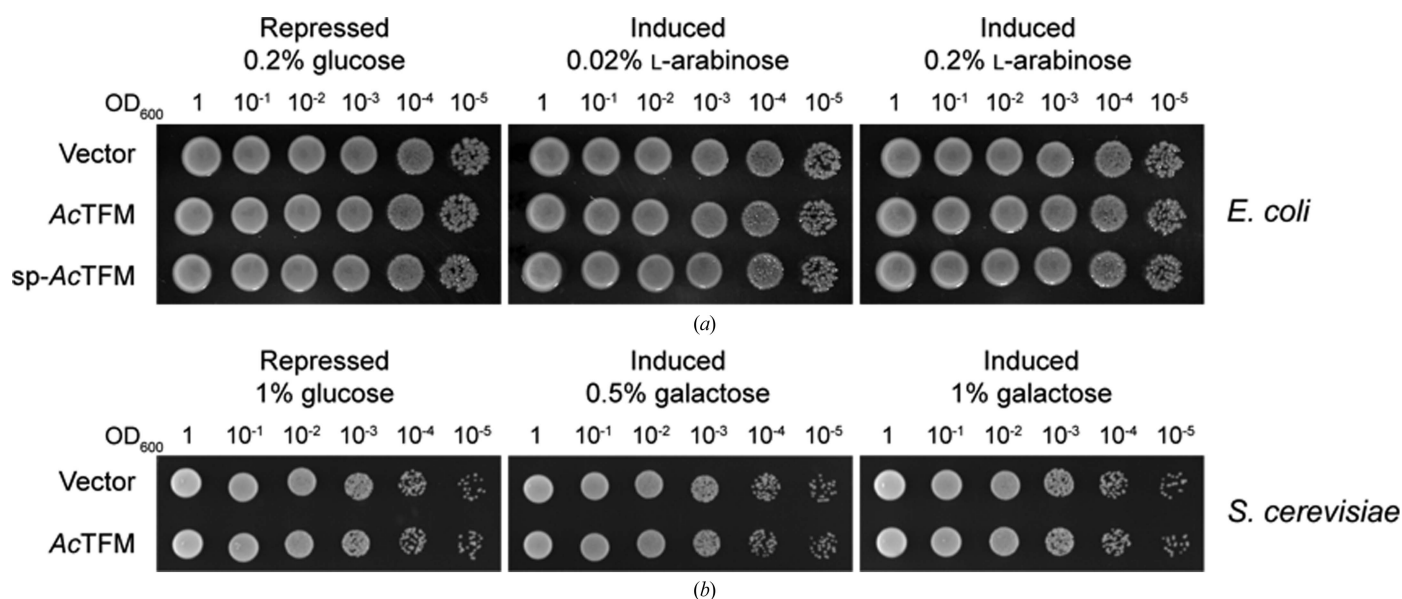 Repressed Induced Induced
0.2% glucose 0.02% L-arabinose 0.2% L-arabinose
OD600 1 10-1 10-2 10-3 10-4 10-5 1 10-1 10-2 10-3 10-4 10-5 1 10-1 10-2 10-3 10-4 10-5
Vector
AcTFM E. coli
sp-AcTFM
(a)
Repressed Induced Induced
1% glucose 0.5% galactose 1% galactose
OD600 1 10-1 10-2 10-3 10-4 10-5 1 10-1 10-2 10-3 10-4 10-5 1 10-1 10-2 10-3 10-4 10-5
Vector
S. cerevisiae
AcTFM
(b)